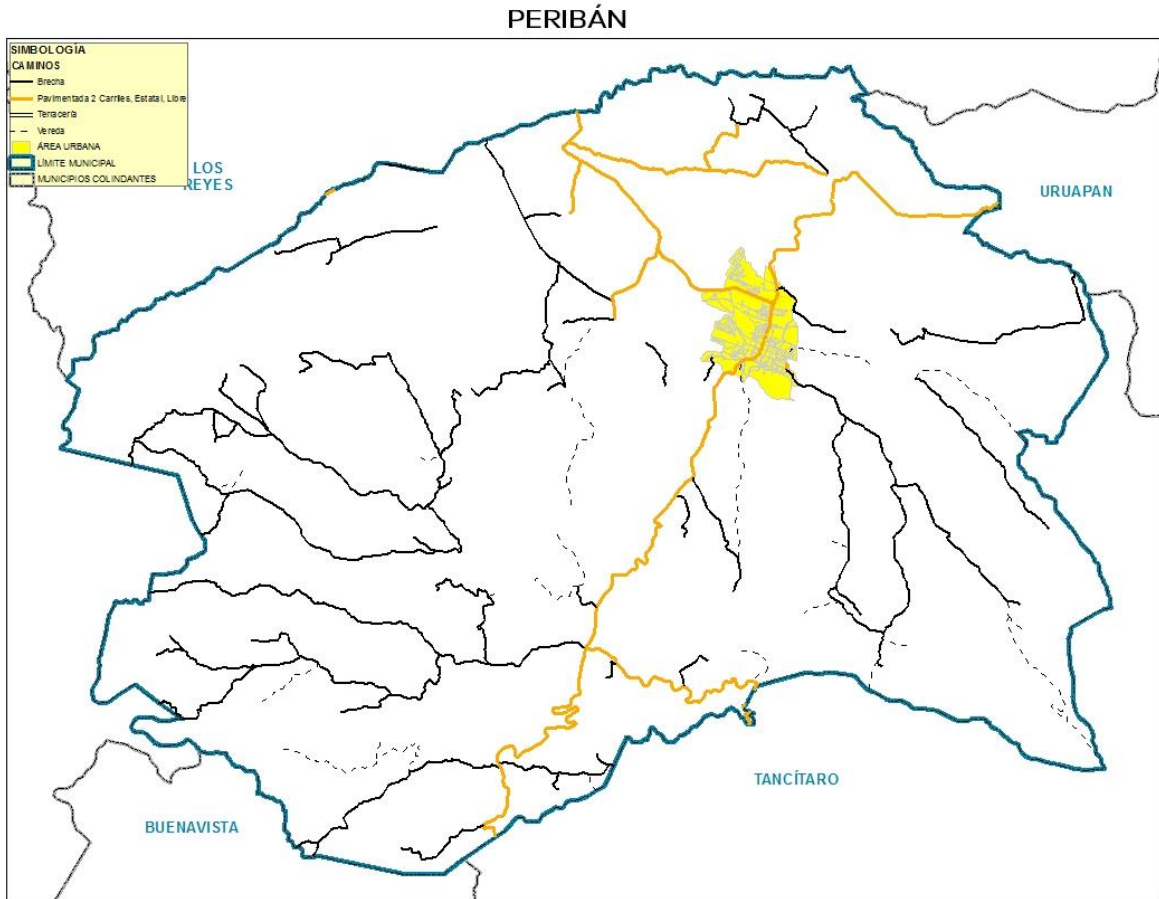 PERIBÁN
SIMBOLOGÍA
CAMINOS
Brecha
Pavimentada 2 Carriles, Estatal, Libre
Terracería
Vereda
ÁREA URBANA
LÍMITE MUNICIPAL
MUNICIPIOS COLINDANTES
LOS
REYES
URUAPAN
TANCÍTARO
BUENAVISTA